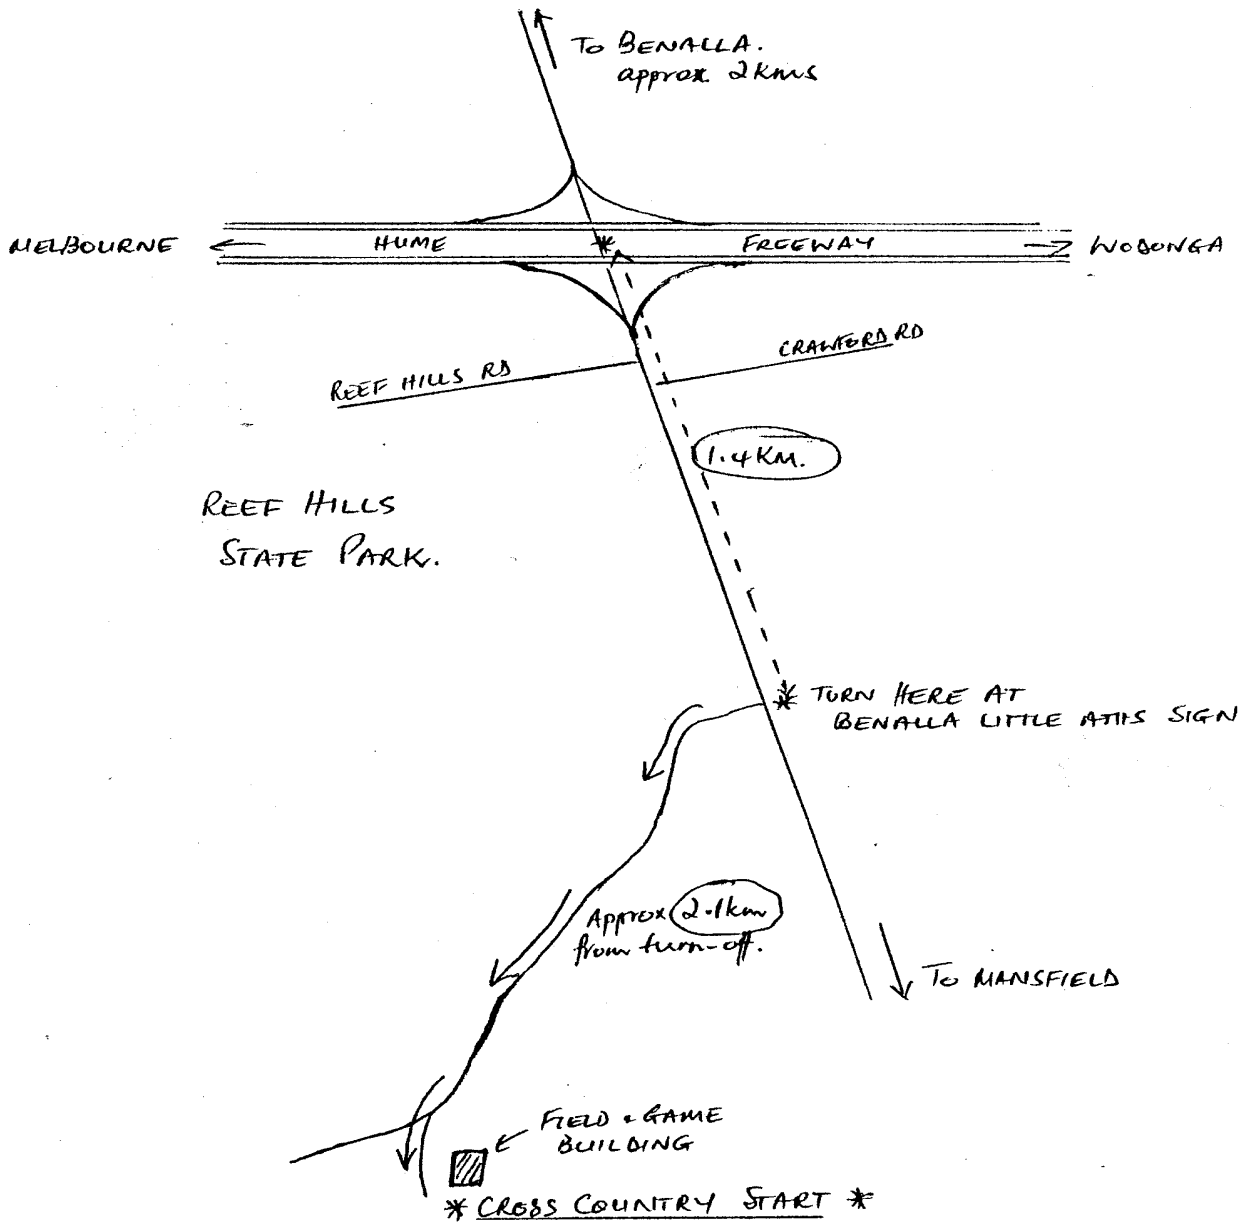 To BENALLA.
approx. 2kms
MELBOURNE
HUME
FREEWAY
WODONGA
CRAWFORD RD
REEF HILLS RD
1.4KM.
REEF HILLS
STATE PARK.
TURN HERE AT
BENALLA LITTLE ATHS SIGN
Approx 2.1km
from turn-off.
To MANSFIELD
FIELD & GAME
BUILDING
* CROSS COUNTRY START *